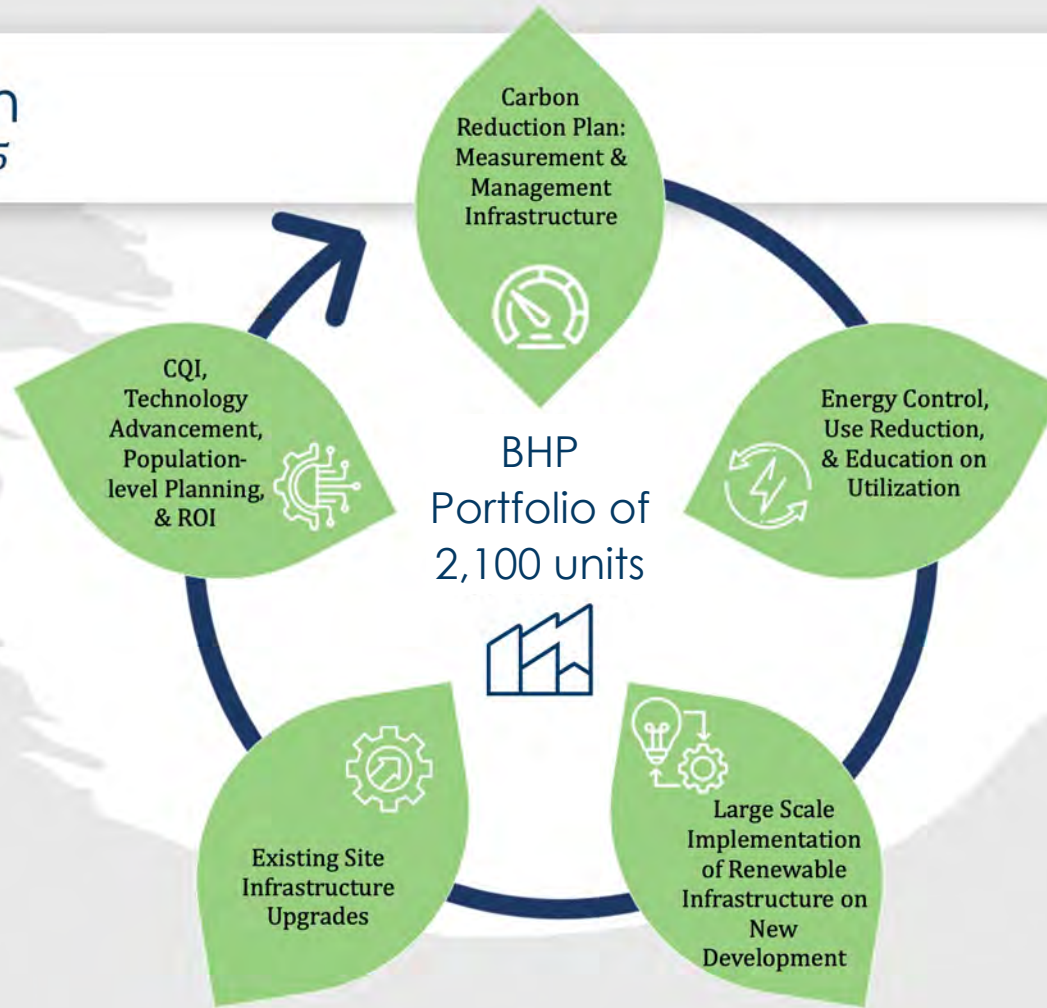 Carbon
Reduction Plan:
Measurement &
Management
Infrastructure
Energy Control,
Use Reduction,
& Education on
Utilization
Large Scale
Implementation
of Renewable
Infrastructure on
New
Development
Existing Site
Infrastructure
Upgrades
CQI,
Technology
Advancement,
Population-
level Planning,
& ROI
BHP
Portfolio of
2,100 units